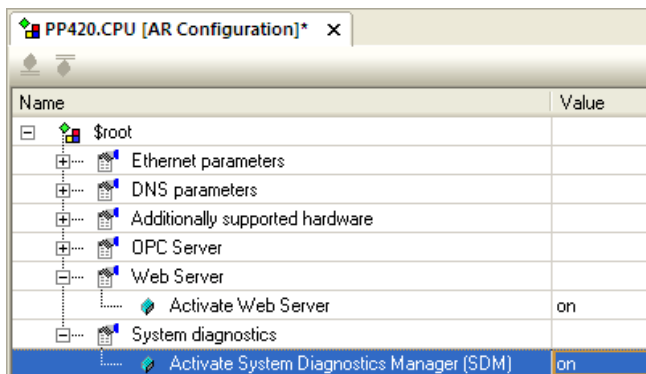 PP420.CPU [AR Configuration]* x
Name Value
$root
Ethernet parameters
DNS parameters
Additionally supported hardware
OPC Server
Web Server
Activate Web Server on
System diagnostics
Activate System Diagnostics Manager (SDM) on